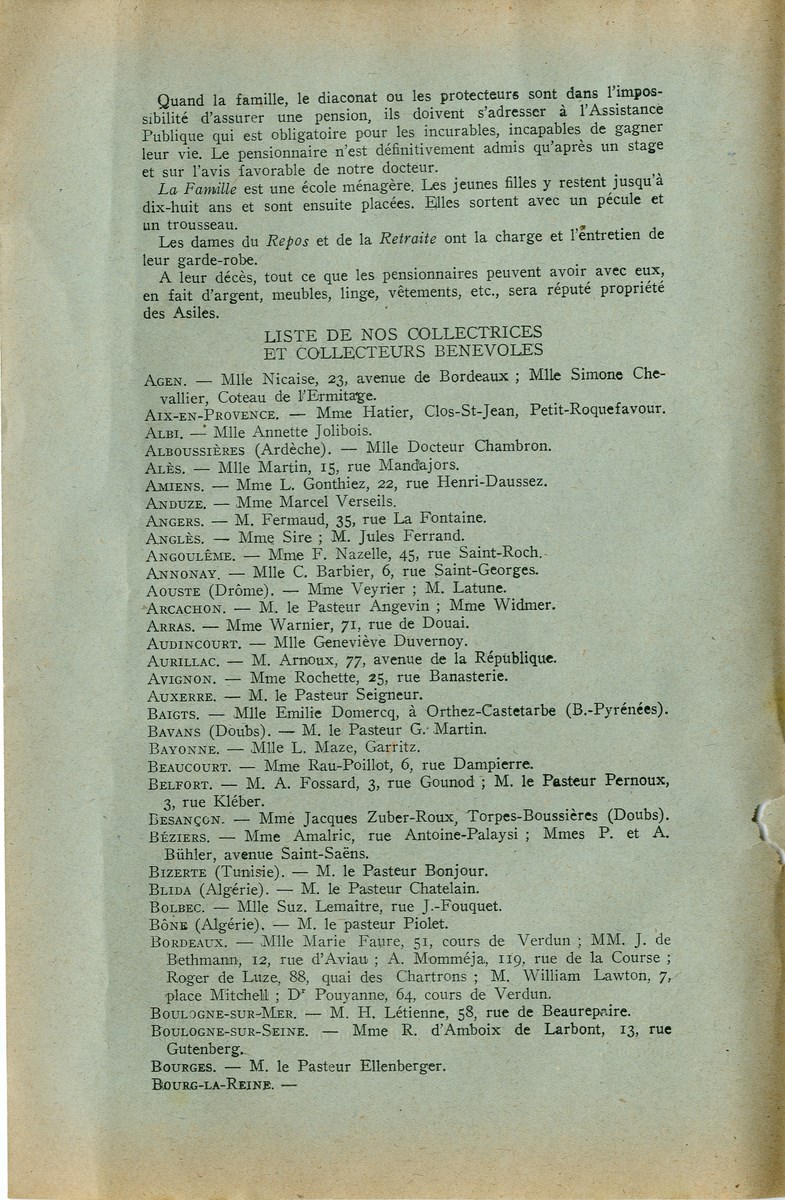 Quand la famille, le diaconat ou les protecteurs sont dans l'impos-
sibilité d'assurer une pension, ils doivent s'adresser à l'Assistance
Publique qui est obligatoire pour les incurables, incapables de gagner
leur vie. Le pensionnaire n'est définitivement admis qu'après un stage
et sur l'avis favorable de notre docteur.
La Famille est une école ménagère. Les jeunes filles y restent jusqu'à
dix-huit ans et sont ensuite placées. Elles sortent avec un pécule et
un trousseau.
Les dames du Repos et de la Retraite ont la charge et l'entretien de
leur garde-robe.
A leur décès, tout ce que les pensionnaires peuvent avoir avec eux,
en fait d'argent, meubles, linge, vêtements, etc., sera réputé propriété
des Asiles.
LISTE DE NOS COLLECTRICES
ET COLLECTEURS BENEVOLES
AGEN. — Mlle Nicaise, 23, avenue de Bordeaux ; Mlle Simone Che-
vallier, Coteau de l'Ermitage.
AIX-EN-PROVENCE. — Mme Hatier, Clos-St-Jean, Petit-Roquefavour.
ALBI. — Mlle Annette Jolibois.
ALBOUSSIÈRES (Ardèche). — Mlle Docteur Chambron.
ALÈS. — Mlle Martin, 15, rue Mandajors.
AMIENS. — Mme L. Gonthiez, 22, rue Henri-Daussez.
ANDUZE. — Mme Marcel Verseils.
ANGERS. — M. Fermaud, 35, rue La Fontaine.
ANGLÈS. — Mme Sire ; M. Jules Ferrand.
ANGOULÊME. — Mme F. Nazelle, 45, rue Saint-Roch.
ANNONAY. — Mlle C. Barbier, 6, rue Saint-Georges.
AOUSTE (Drôme). — Mme Veyrier ; M. Latune.
ARCACHON. — M. le Pasteur Angevin ; Mme Widmer.
ARRAS. — Mme Warnier, 71, rue de Douai.
AUDINCOURT. — Mlle Geneviève Duvernoy.
AURILLAC. — M. Arnoux, 77, avenue de la République.
AVIGNON. — Mme Rochette, 25, rue Banasterie.
AUXERRE. — M. le Pasteur Seigneur.
BAIGTS. — Mlle Emilie Domercq, à Orthez-Castetarbe (B.-Pyrénées).
BAVANS (Doubs). — M. le Pasteur G. Martin.
BAYONNE. — Mlle L. Maze, Garritz.
BEAUCOURT. — Mme Rau-Poillot, 6, rue Dampierre.
BELFORT. — M. A. Fossard, 3, rue Gounod ; M. le Pasteur Pernoux,
3, rue Kléber.
BESANÇON. — Mme Jacques Zuber-Roux, Torpes-Boussières (Doubs).
BÉZIERS. — Mme Amalric, rue Antoine-Palaysi ; Mmes P. et A.
Bühler, avenue Saint-Saëns.
BIZERTE (Tunisie). — M. le Pasteur Bonjour.
BLIDA (Algérie). — M. le Pasteur Chatelain.
BOLBEC. — Mlle Suz. Lemaître, rue J.-Fouquet.
BÔNE (Algérie). — M. le pasteur Piolet.
BORDEAUX. — Mlle Marie Faure, 51, cours de Verdun ; MM. J. de
Bethmann, 12, rue d'Aviau ; A. Momméja, 119, rue de la Course ;
Roger de Luze, 88, quai des Chartrons ; M. William Lawton, 7,
place Mitchell ; Dr Pouyanne, 64, cours de Verdun.
BOULOGNE-SUR-MER. — M. H. Létienne, 58, rue de Beaurepaire.
BOULOGNE-SUR-SEINE. — Mme R. d'Amboix de Larbont, 13, rue
Gutenberg.
BOURGES. — M. le Pasteur Ellenberger.
BOURG-LA-REINE. —